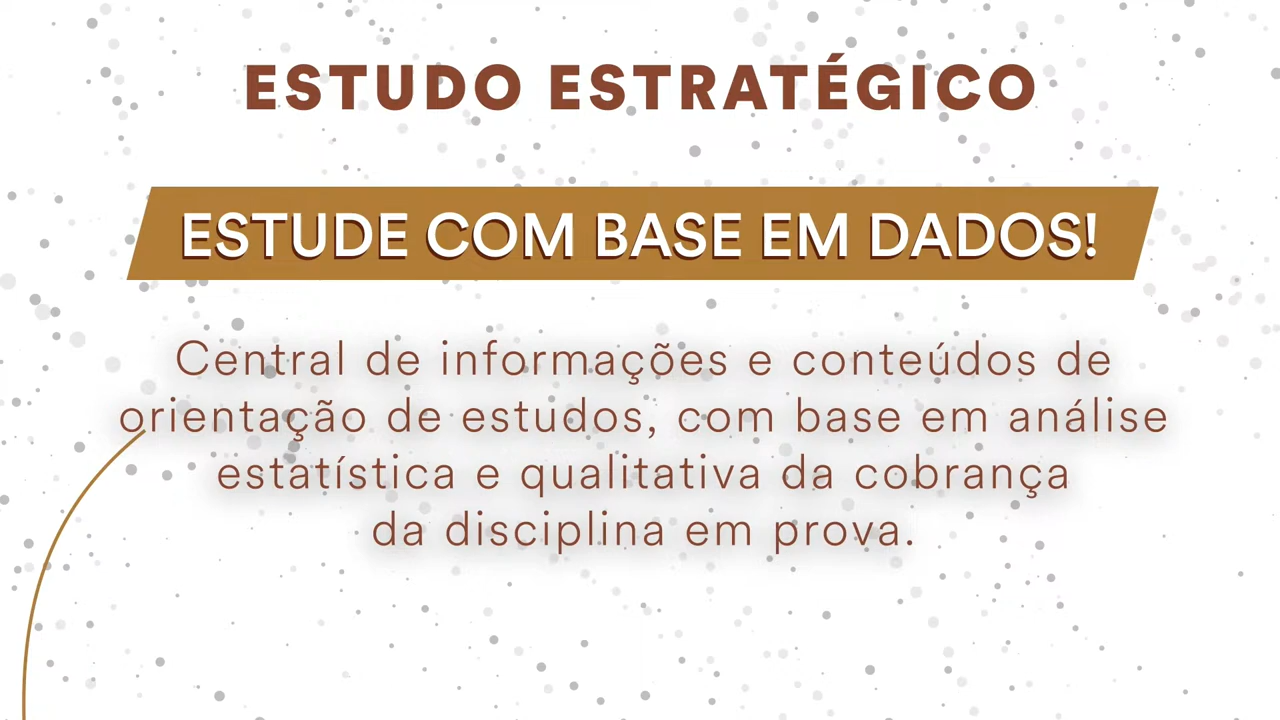 ESTUDO ESTRATÉGICO
ESTUDE COM BASE EM DADOS!
Central de informações e conteúdos de
orientação de estudos, com base em análise
estatística e qualitativa da cobrança
da disciplina em prova.